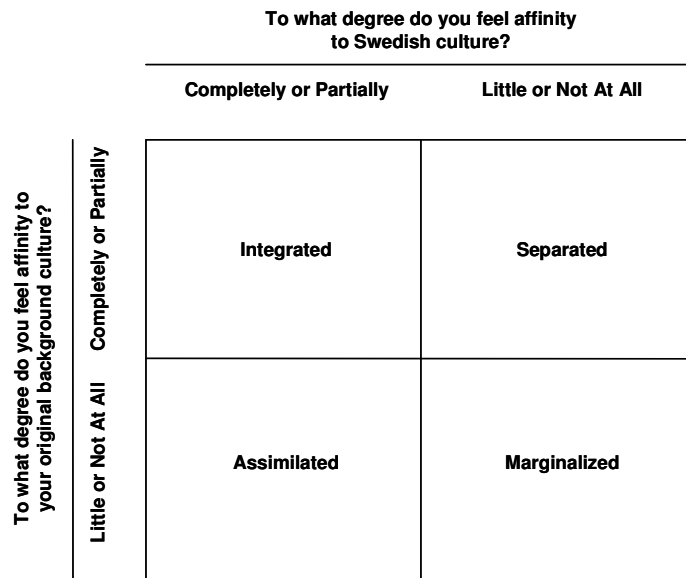 To what degree do you feel affinity
to Swedish culture?
Completely or Partially
Little or Not At All
To what degree do you feel affinity to
your original background culture?
Completely or Partially
Little or Not At All
Integrated
Separated
Assimilated
Marginalized